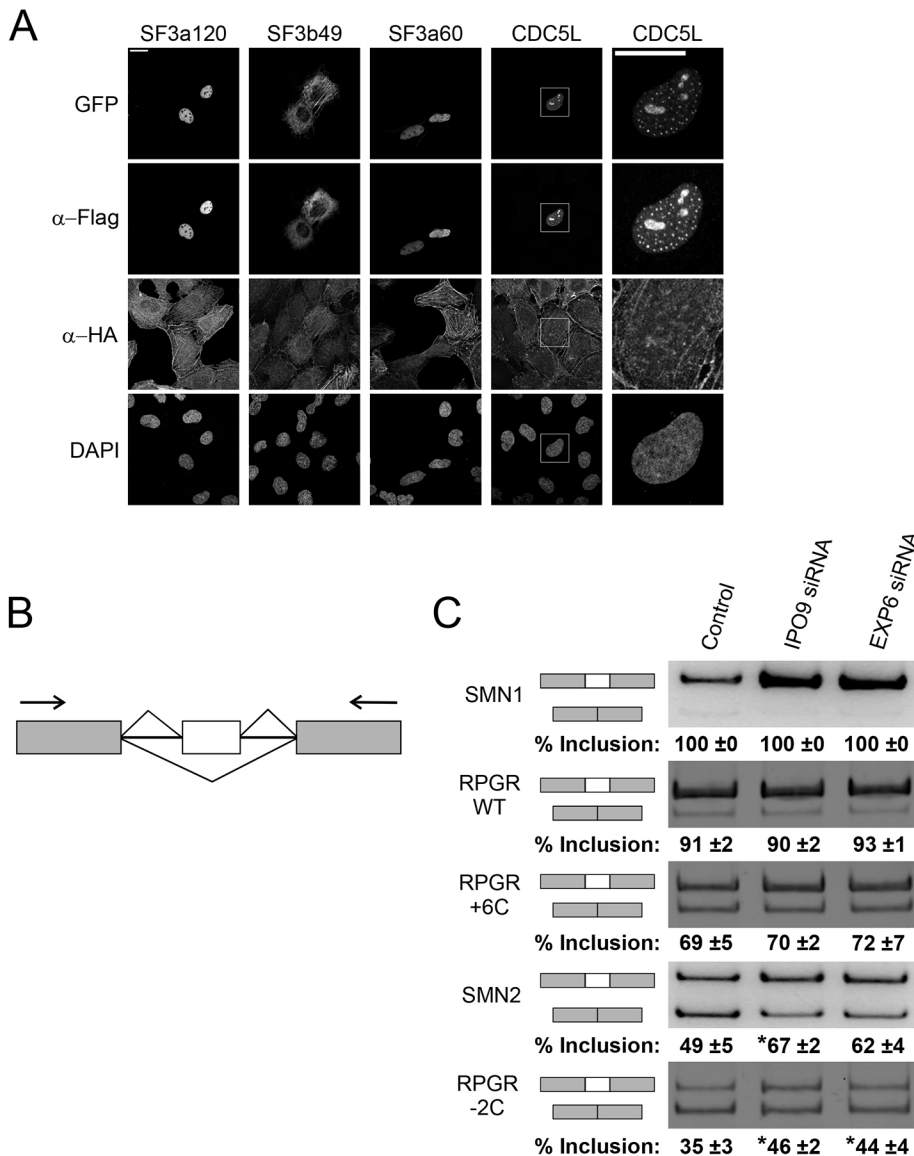 A
SF3a120 SF3b49 SF3a60 CDC5L CDC5L
GFP
α–Flag
α–HA
DAPI
B
C
Control IPO9 siRNA EXP6 siRNA
SMN1
% Inclusion: 100 ±0 100 ±0 100 ±0
RPGR
WT
% Inclusion: 91 ±2 90 ±2 93 ±1
RPGR
+6C
% Inclusion: 69 ±5 70 ±2 72 ±7
SMN2
% Inclusion: 49 ±5 *67 ±2 62 ±4
RPGR
-2C
% Inclusion: 35 ±3 *46 ±2 *44 ±4